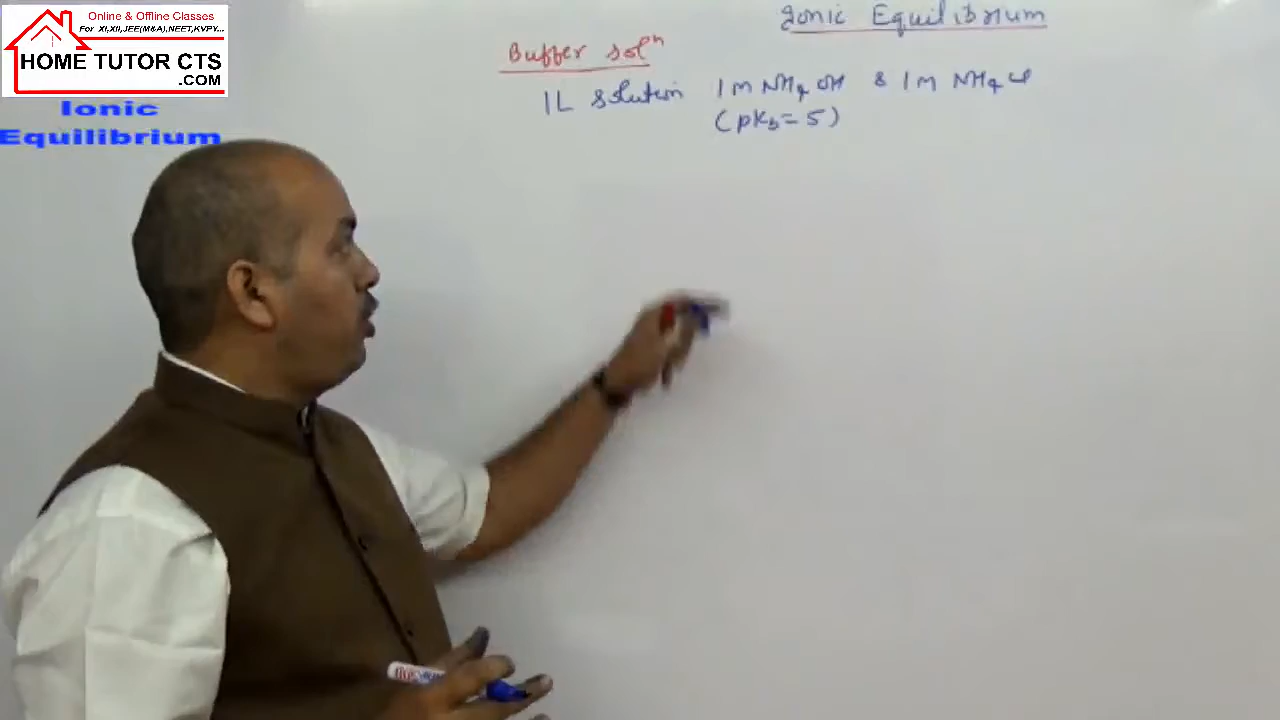 Online & Offline Classes
For XI,XII,JEE(M&A),NEET,KVPY...
HOME TUTOR CTS
.COM
Ionic
Equilibrium
Ionic Equilibrium
Buffer solⁿ
1L solution 1M NH4OH & 1M NH4Cl
(pKb = 5)